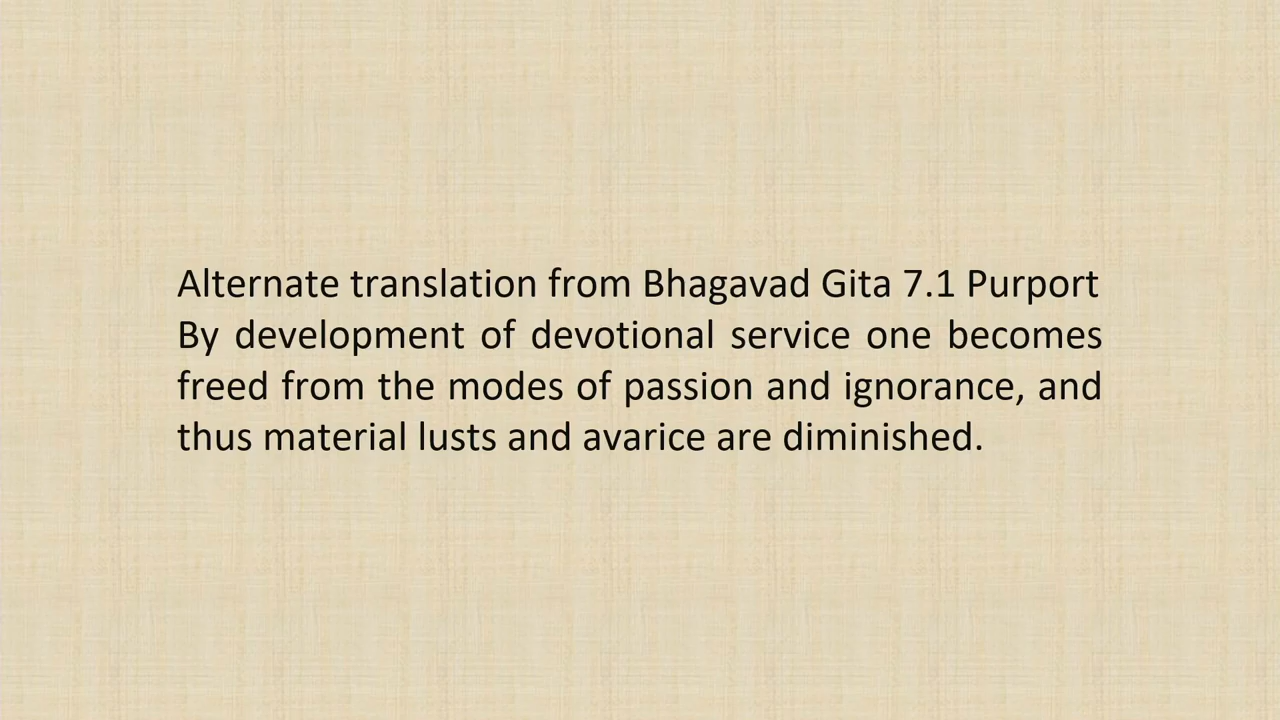 Alternate translation from Bhagavad Gita 7.1 Purport
By development of devotional service one becomes
freed from the modes of passion and ignorance, and
thus material lusts and avarice are diminished.